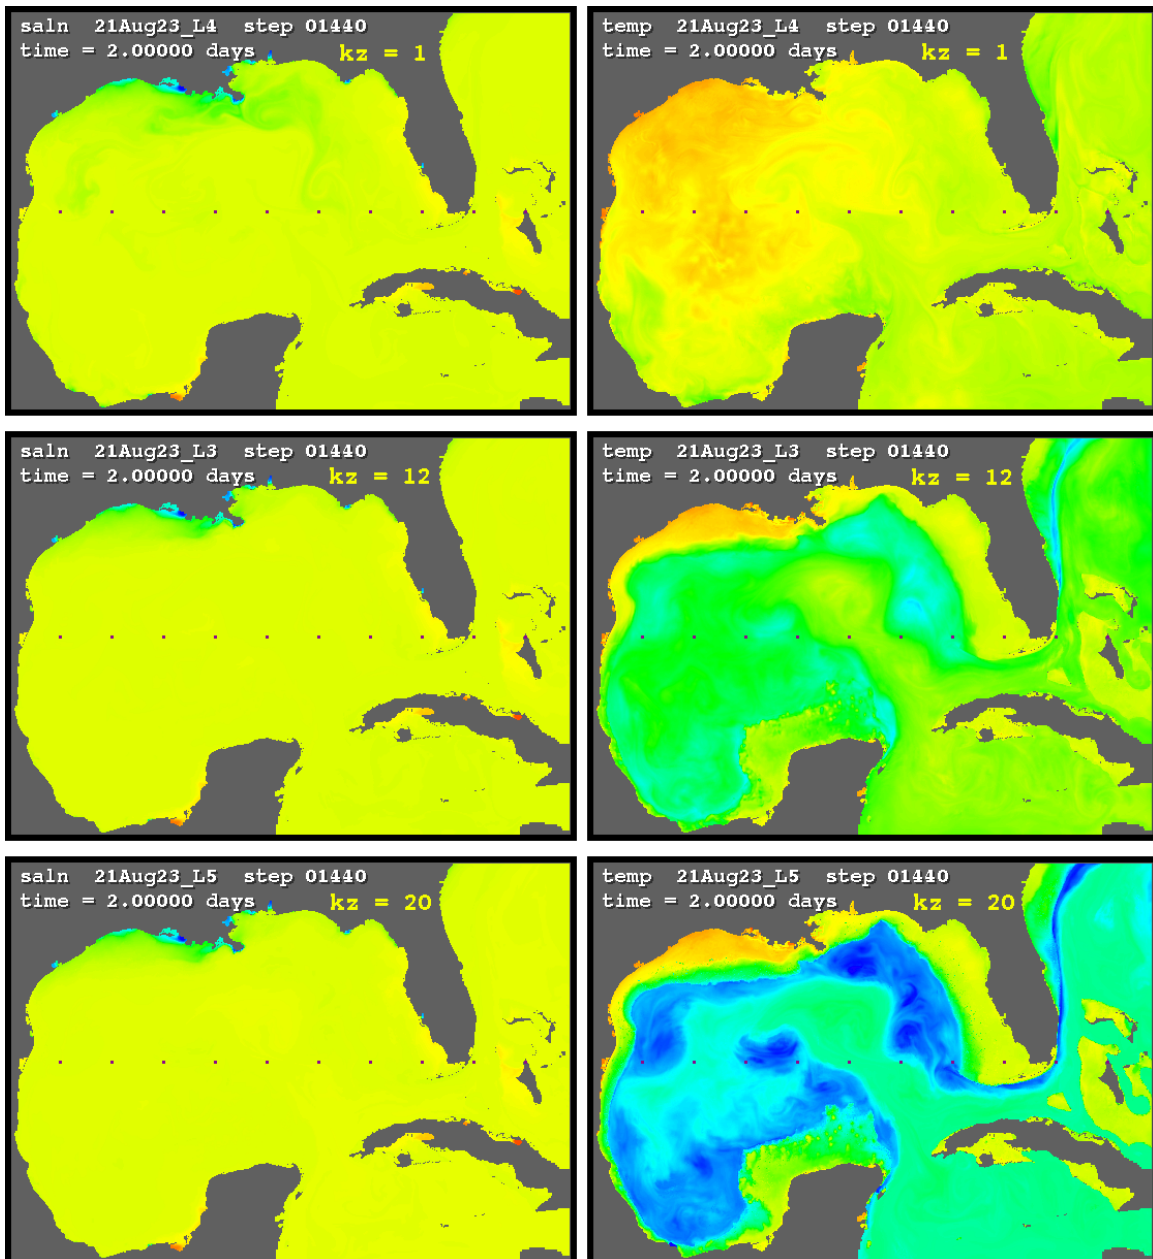 saln 21Aug23_L4 step 01440
time = 2.00000 days kz = 1
temp 21Aug23_L4 step 01440
time = 2.00000 days kz = 1
saln 21Aug23_L3 step 01440
time = 2.00000 days kz = 12
temp 21Aug23_L3 step 01440
time = 2.00000 days kz = 12
saln 21Aug23_L5 step 01440
time = 2.00000 days kz = 20
temp 21Aug23_L5 step 01440
time = 2.00000 days kz = 20